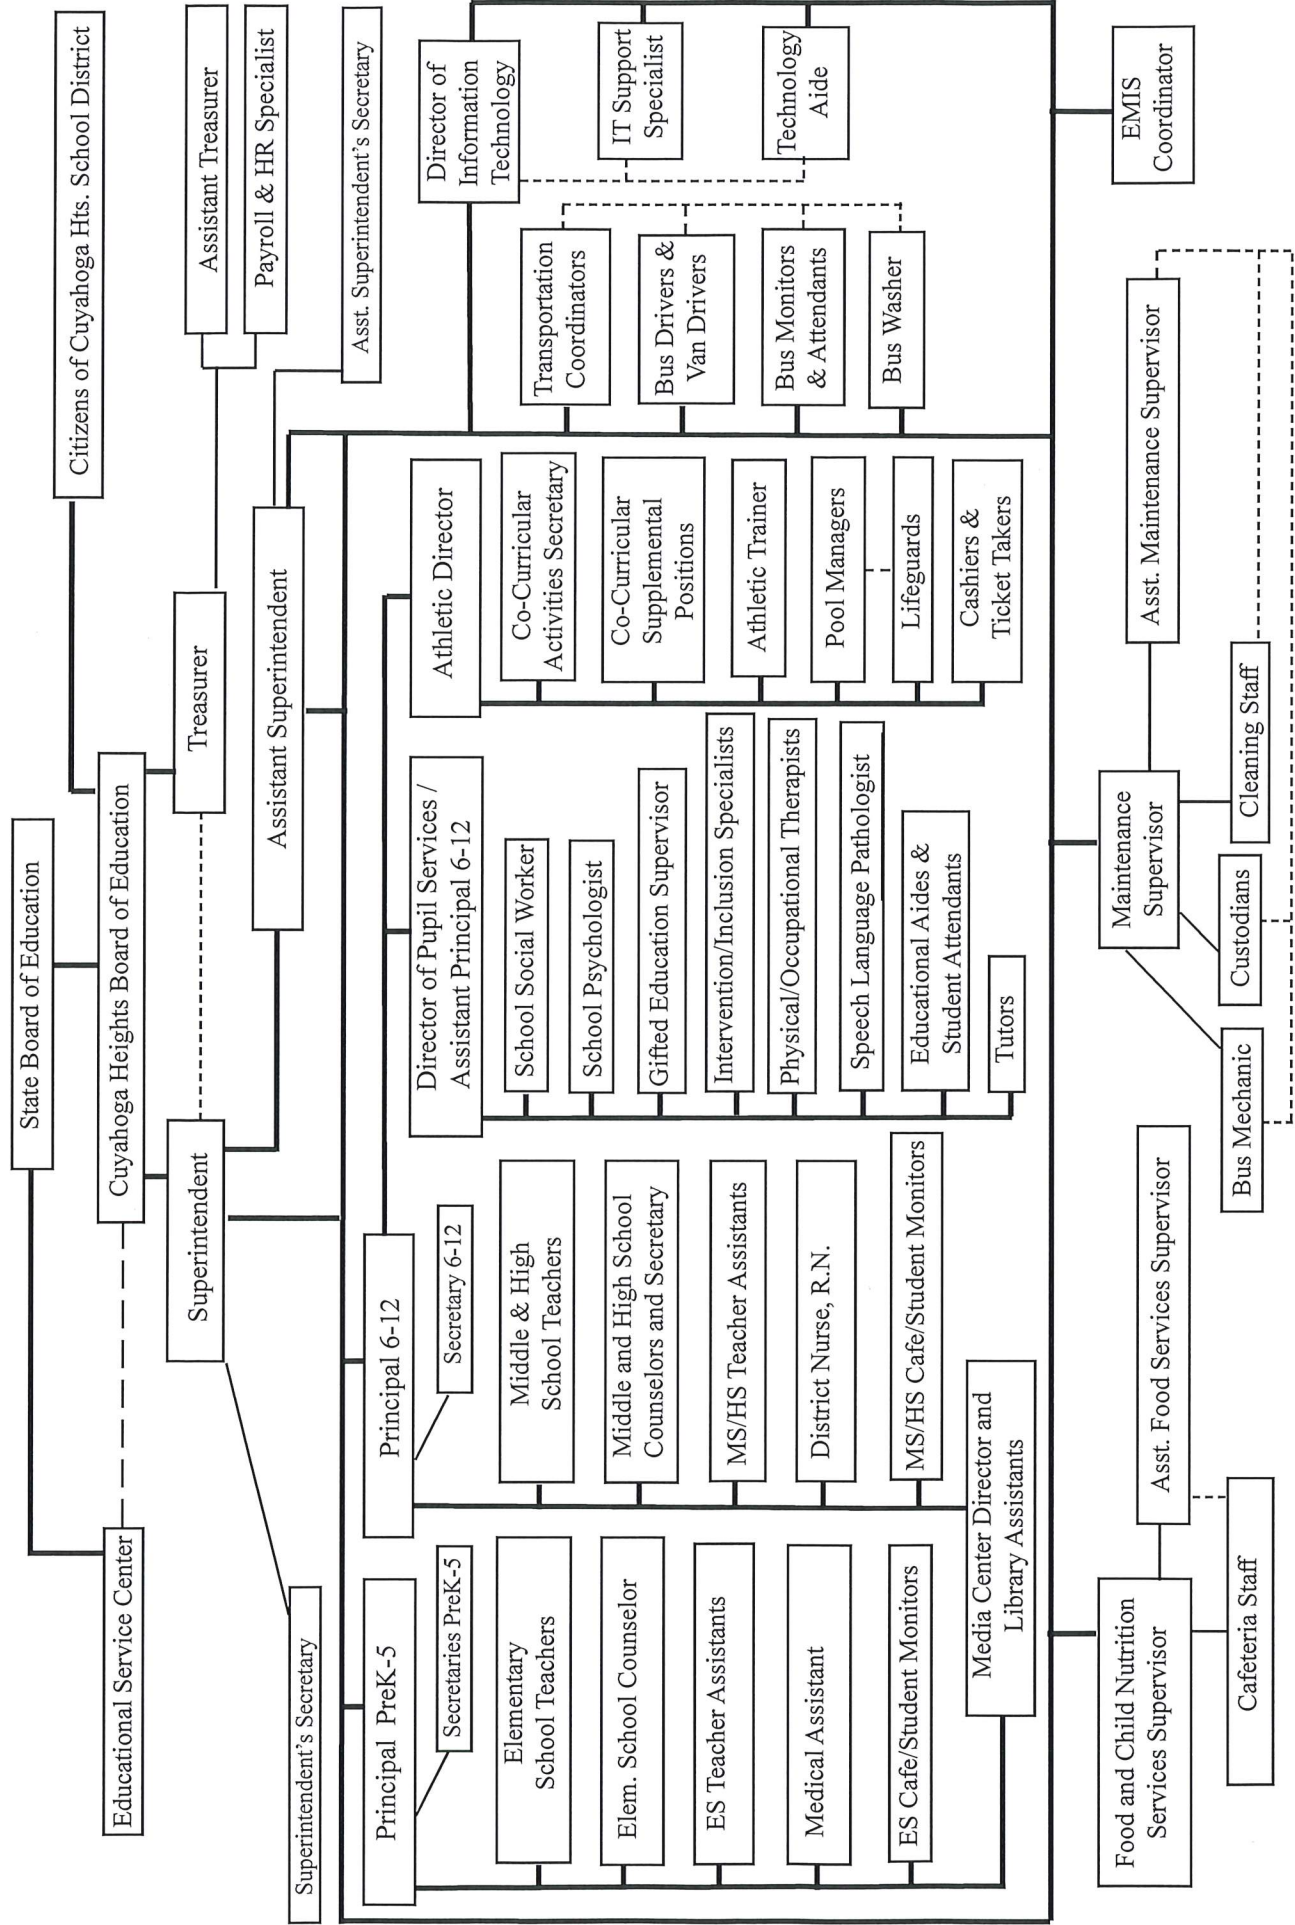 State Board of Education
Citizens of Cuyahoga Hts. School District
Educational Service Center
Cuyahoga Heights Board of Education
Superintendent
Treasurer
Assistant Treasurer
Payroll & HR Specialist
Superintendent's Secretary
Assistant Superintendent
Asst. Superintendent's Secretary
Principal PreK-5
Secretaries PreK-5
Elementary
School Teachers
Elem. School Counselor
ES Teacher Assistants
Medical Assistant
ES Cafe/Student Monitors
Principal 6-12
Secretary 6-12
Middle & High
School Teachers
Middle and High School
Counselors and Secretary
MS/HS Teacher Assistants
District Nurse, R.N.
MS/HS Cafe/Student Monitors
Media Center Director and
Library Assistants
Director of Pupil Services /
Assistant Principal 6-12
School Social Worker
School Psychologist
Gifted Education Supervisor
Intervention/Inclusion Specialists
Physical/Occupational Therapists
Speech Language Pathologist
Educational Aides &
Student Attendants
Tutors
Athletic Director
Co-Curricular
Activities Secretary
Co-Curricular
Supplemental
Positions
Athletic Trainer
Pool Managers
Lifeguards
Cashiers &
Ticket Takers
Transportation
Coordinators
Bus Drivers &
Van Drivers
Bus Monitors
& Attendants
Bus Washer
Director of
Information
Technology
IT Support
Specialist
Technology
Aide
Food and Child Nutrition
Services Supervisor
Asst. Food Services Supervisor
Cafeteria Staff
Maintenance
Supervisor
Asst. Maintenance Supervisor
Bus Mechanic
Custodians
Cleaning Staff
EMIS
Coordinator